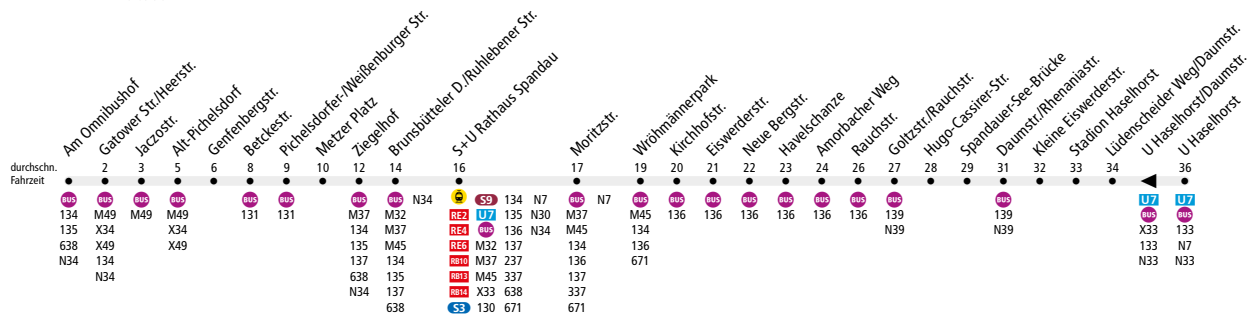 Am Omnibushof
Gatower Str./Heerstr.
Jaczostr.
Alt-Pichelsdorf
Genfenbergstr.
Betckestr.
Pichelsdorfer-/Weißenburger Str.
Metzer Platz
Ziegelhof
Brunsbütteler D./Ruhlebener Str.
S+U Rathaus Spandau
Moritzstr.
Wröhmännerpark
Kirchhofstr.
Eiswerderstr.
Neue Bergstr.
Havelschanze
Amorbacher Weg
Rauchstr.
Goltzstr./Rauchstr.
Hugo-Cassirer-Str.
Spandauer-See-Brücke
Daumstr./Rhenaniastr.
Kleine Eiswerderstr.
Stadion Haselhorst
Lüdenscheider Weg/Daumstr.
U Haselhorst/Daumstr.
U Haselhorst
durchschn. 2 3 5 6 8 9 10 12 14 16 17 19 20 21 22 23 24 26 27 28 29 31 32 33 34 36
Fahrzeit
BUS BUS BUS BUS BUS BUS BUS BUS N34 S9 134 N7 BUS N7 BUS BUS BUS BUS BUS BUS BUS BUS BUS U7 U7
134 M49 M49 M49 131 131 M37 M32 RE2 U7 135 N30 M37 M45 136 136 136 136 136 136 139 139 BUS BUS
135 X34 X34 134 M37 RE4 BUS 136 N34 M45 134 N39 N39 X33 133
638 X49 X49 135 M45 RE6 M32 137 134 136 133 N7
N34 134 137 134 RB10 M37 237 136 671 N33 N33
N34 638 135 RB13 M45 337 137
N34 137 RB14 X33 638 337
638 S3 130 671 671